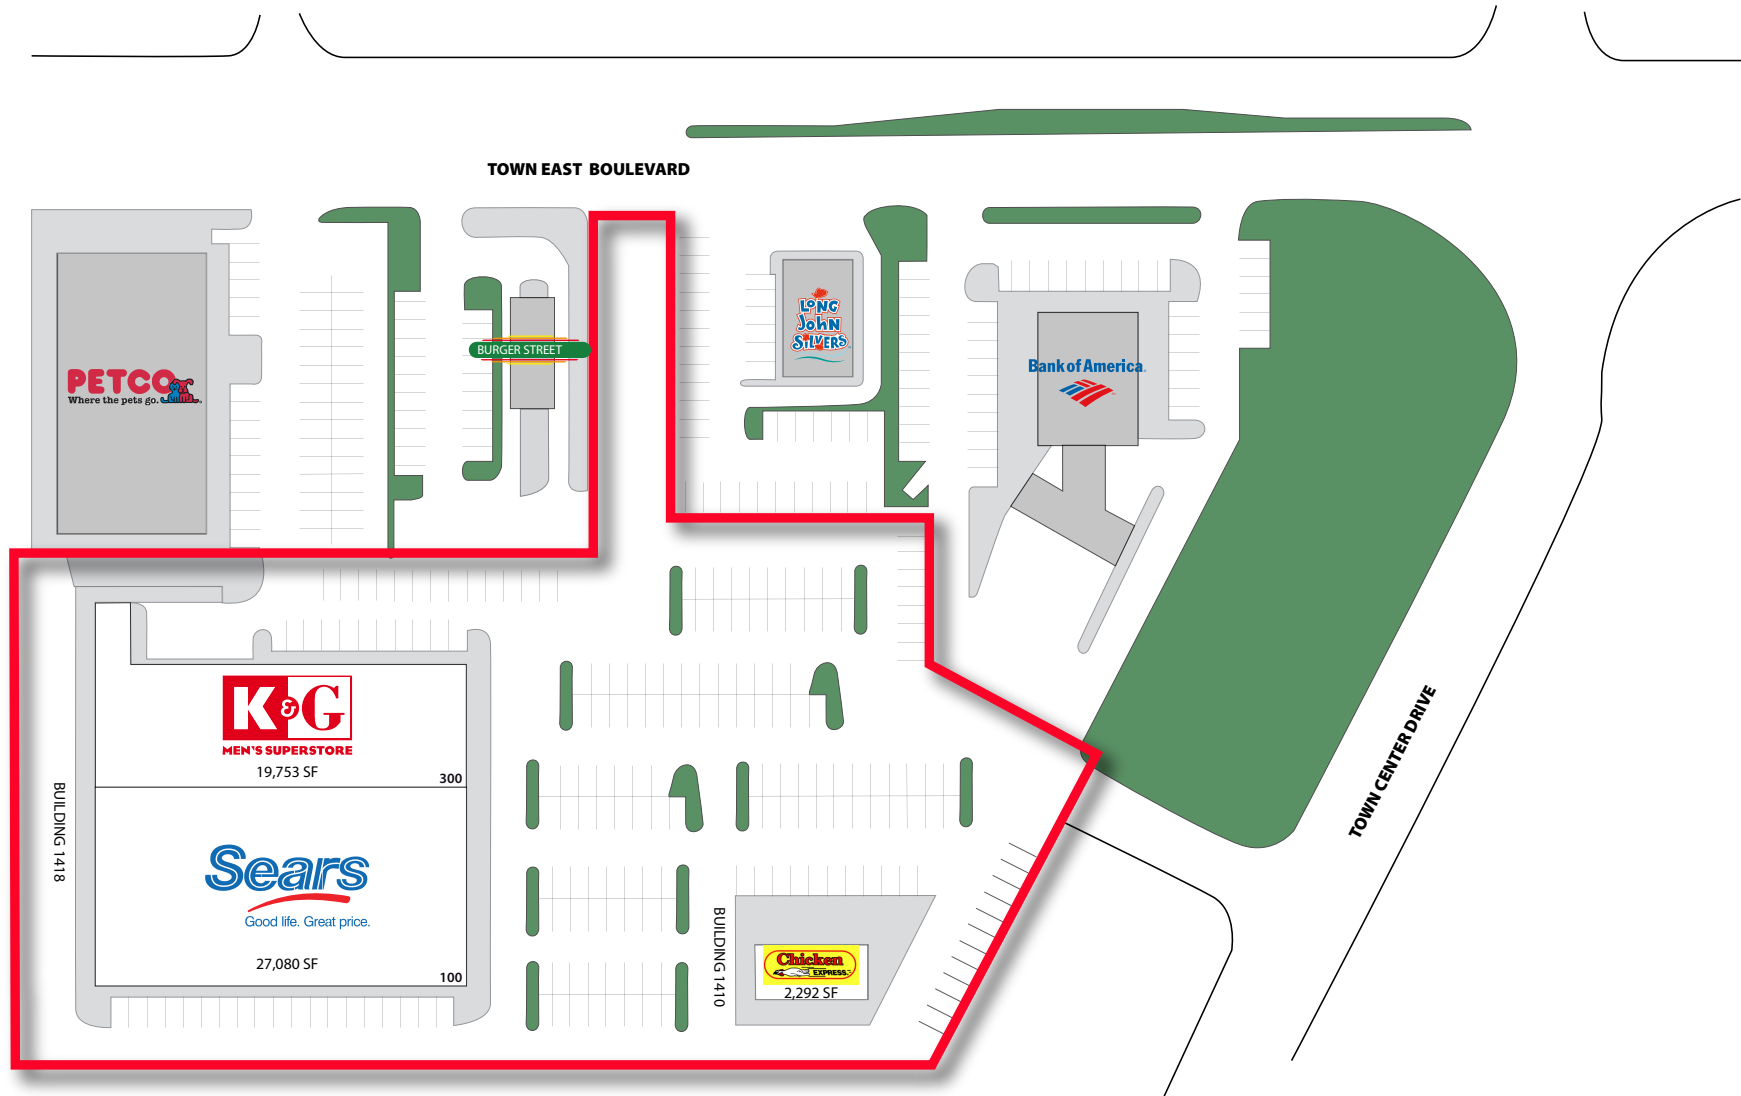 TOWN EAST BOULEVARD
PETCO
Where the pets go.
BURGER STREET
LONG
JOHN
SILVERS
Bank of America
K&G
MEN'S SUPERSTORE
19,753 SF
300
BUILDING 1418
Sears
Good life. Great price.
27,080 SF
100
BUILDING 1410
Chicken
EXPRESS
2,292 SF
TOWN CENTER DRIVE